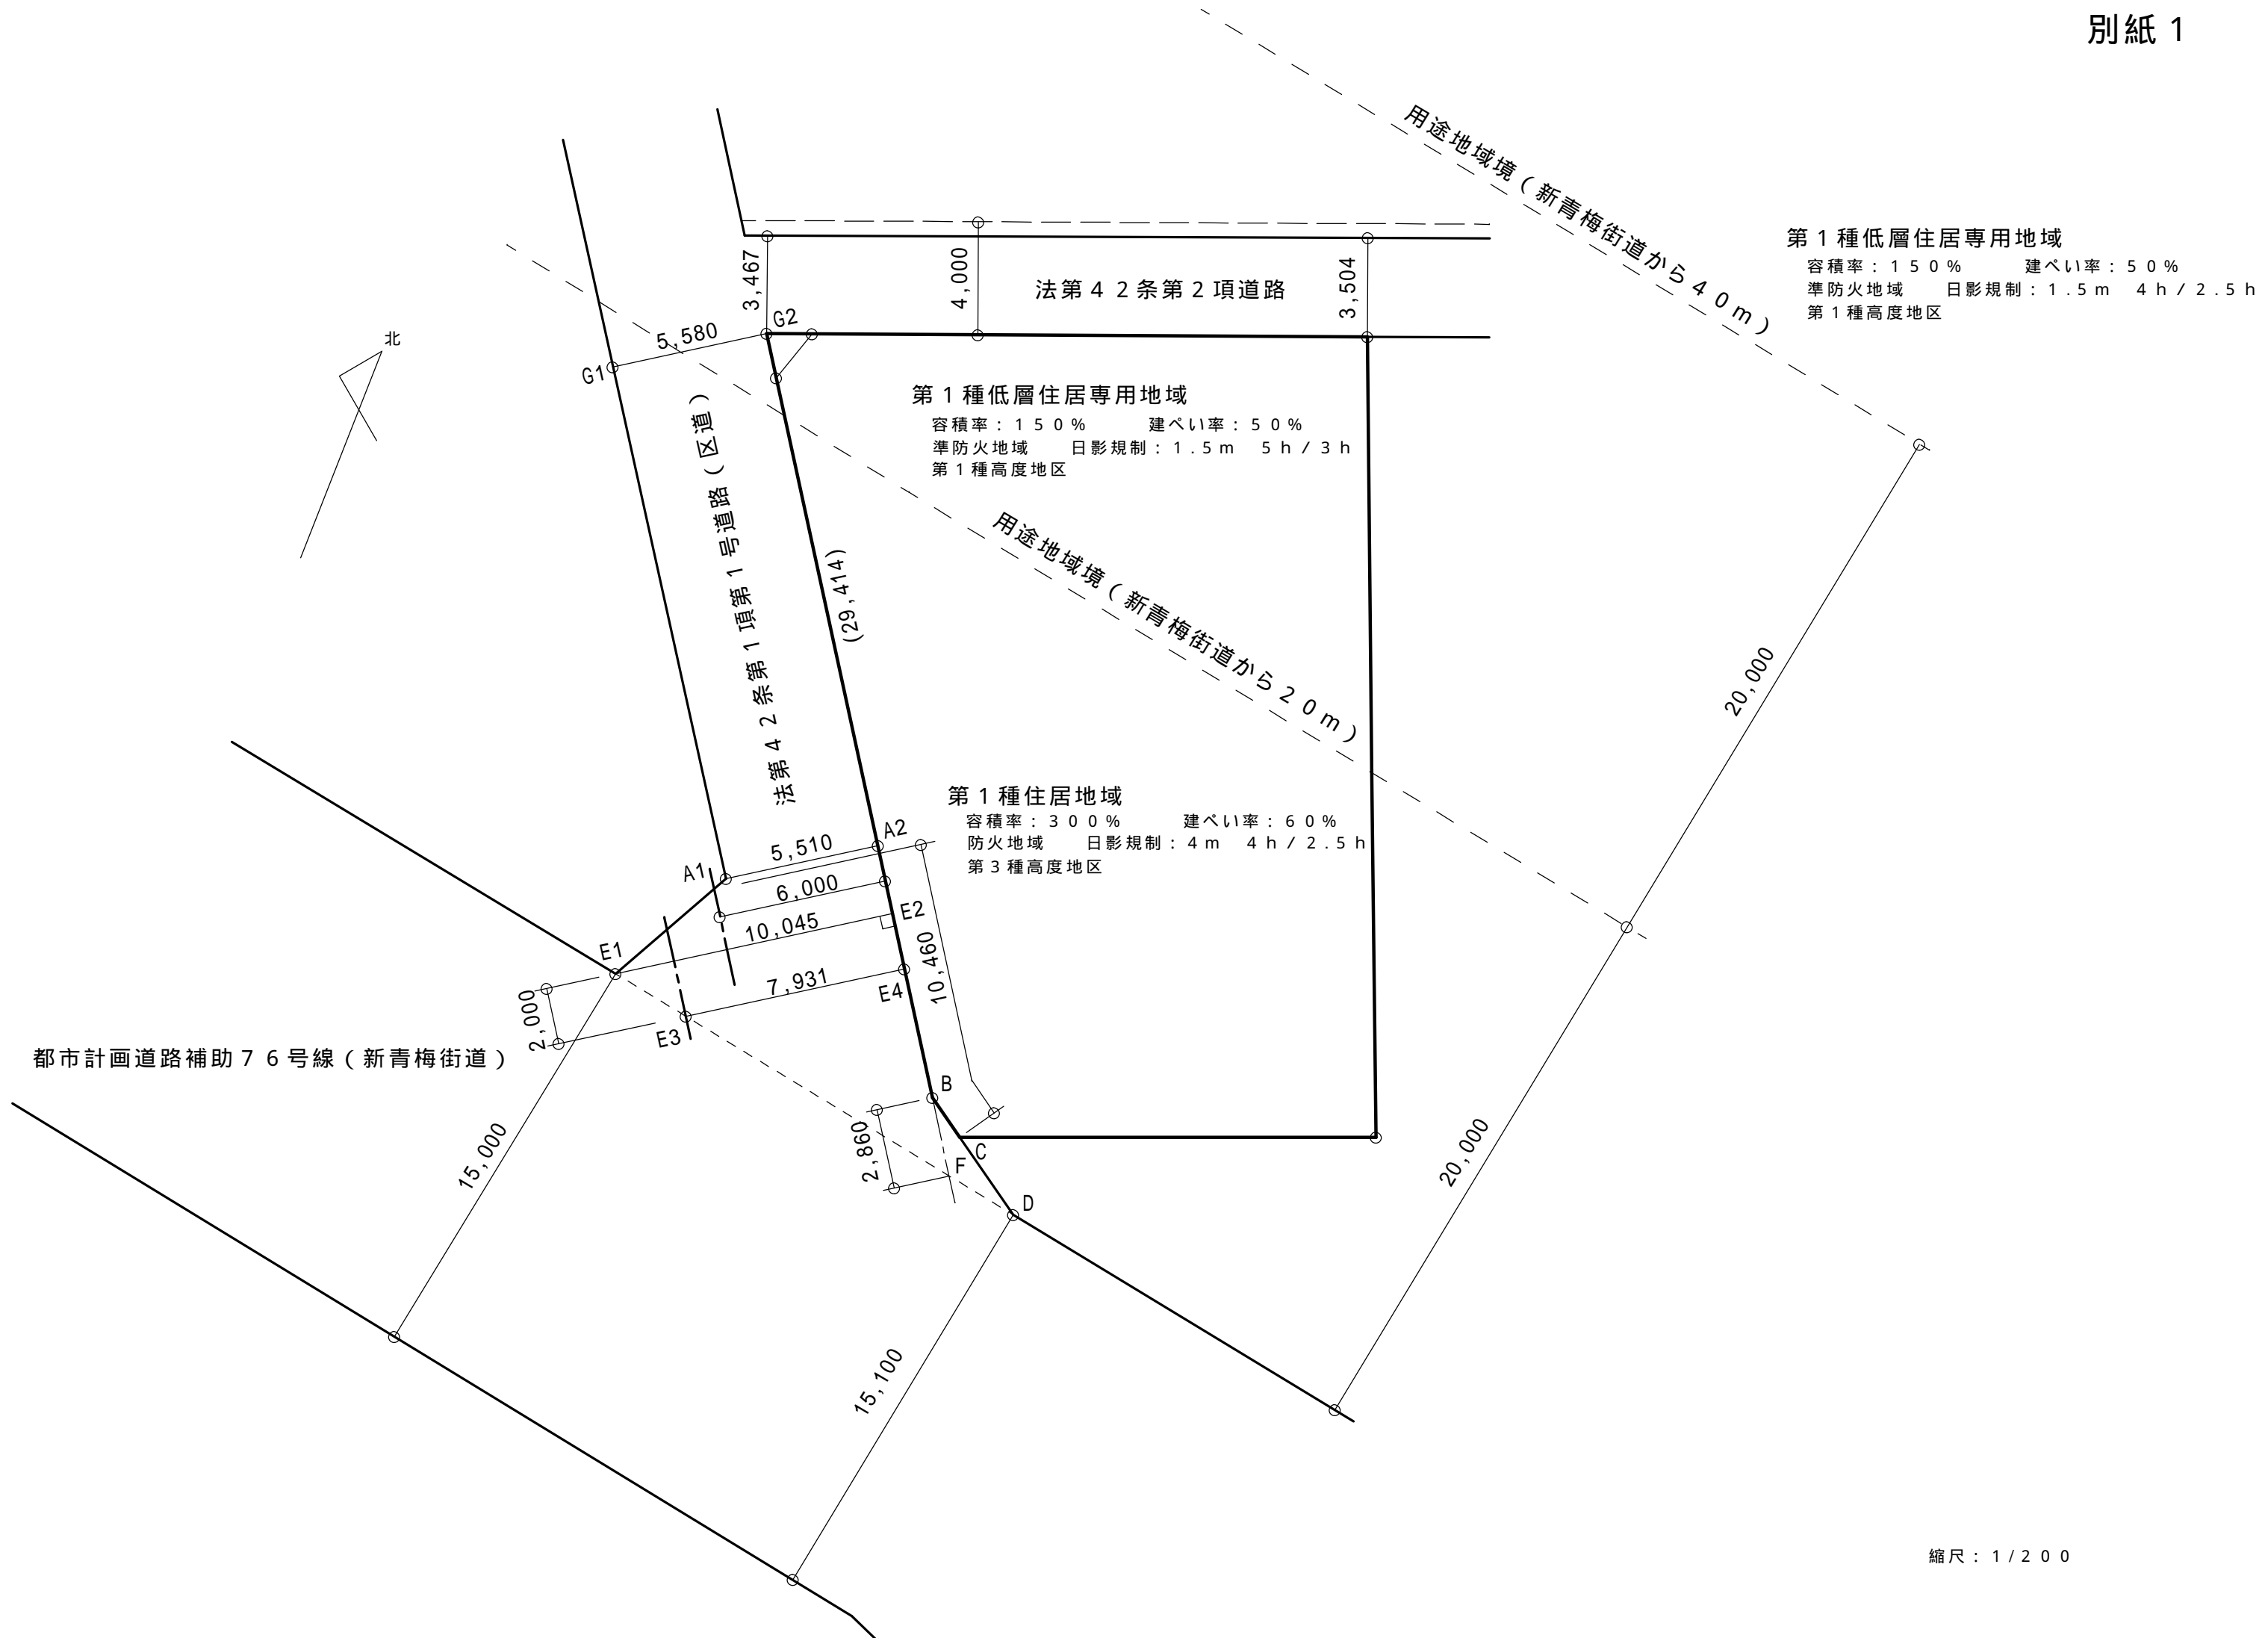 別紙１
用途地域境（新青梅街道から４０ｍ）
第１種低層住居専用地域
容積率：１５０％　　　建ぺい率：５０％
準防火地域　　日影規制：１.５ｍ　４ｈ/２.５ｈ
第１種高度地区
3,467
4,000
法第４２条第２項道路
3,504
北
5,580
G2
G1
第１種低層住居専用地域
容積率：１５０％　　　建ぺい率：５０％
準防火地域　　日影規制：１.５ｍ　５ｈ/３ｈ
第１種高度地区
法第４２条第１項第１号道路（区道）
(29,414)
用途地域境（新青梅街道から２０ｍ）
20,000
第１種住居地域
容積率：３００％　　　建ぺい率：６０％
防火地域　　日影規制：４ｍ　４ｈ/２.５ｈ
第３種高度地区
A2
5,510
A1
6,000
E2
10,045
E1
10,460
7,931
E4
2,000
E3
都市計画道路補助７６号線（新青梅街道）
B
2,860
C
F
D
15,000
20,000
15,100
縮尺：１/２００